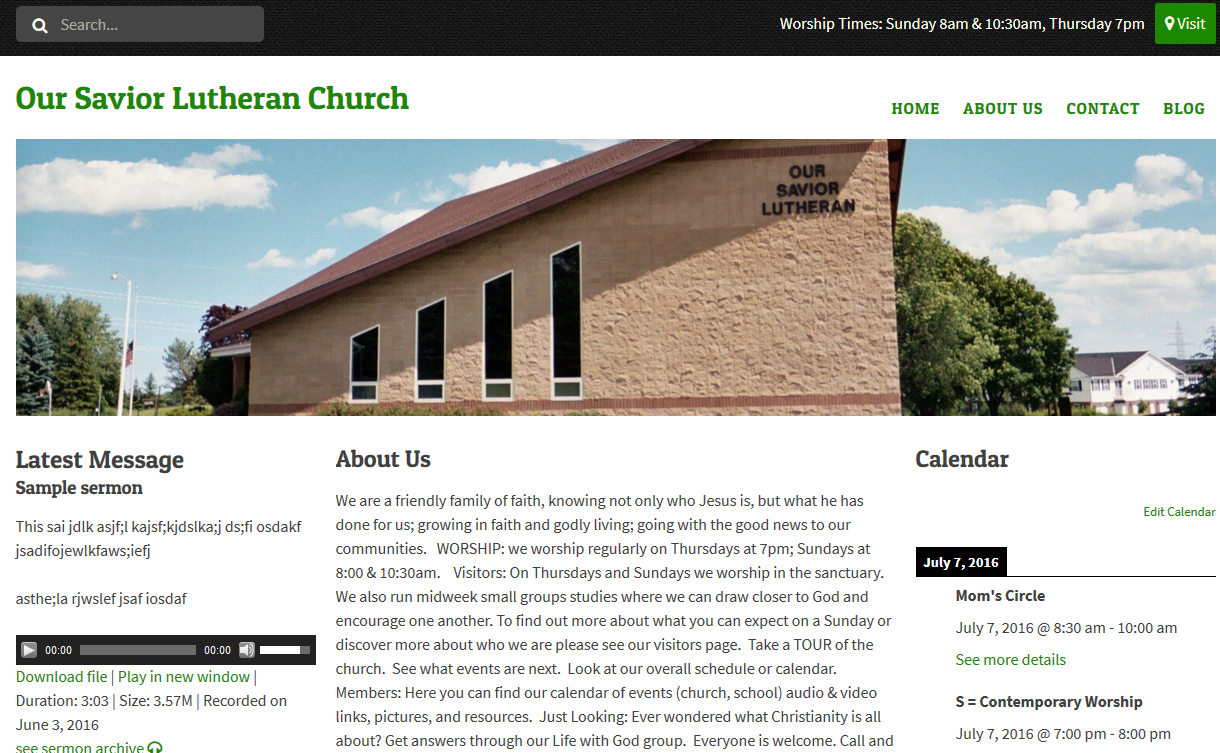 Search...
Worship Times: Sunday 8am & 10:30am, Thursday 7pm
Visit
Our Savior Lutheran Church
HOME ABOUT US CONTACT BLOG
OUR
SAVIOR
LUTHERAN
Latest Message
Sample sermon
This sai jdlk asjf;l kajsf;kjdslka;j ds;fi osdakf
jsadifojewlkfaws;iefj
asthe;la rjwslef jsaf iosdaf
00:00 00:00
Download file | Play in new window |
Duration: 3:03 | Size: 3.57M | Recorded on
June 3, 2016
see sermon archive
About Us
We are a friendly family of faith, knowing not only who Jesus is, but what he has
done for us; growing in faith and godly living; going with the good news to our
communities. WORSHIP: we worship regularly on Thursdays at 7pm; Sundays at
8:00 & 10:30am. Visitors: On Thursdays and Sundays we worship in the sanctuary.
We also run midweek small groups studies where we can draw closer to God and
encourage one another. To find out more about what you can expect on a Sunday or
discover more about who we are please see our visitors page. Take a TOUR of the
church. See what events are next. Look at our overall schedule or calendar.
Members: Here you can find our calendar of events (church, school) audio & video
links, pictures, and resources. Just Looking: Ever wondered what Christianity is all
about? Get answers through our Life with God group. Everyone is welcome. Call and
Calendar
Edit Calendar
July 7, 2016
Mom's Circle
July 7, 2016 @ 8:30 am - 10:00 am
See more details
S = Contemporary Worship
July 7, 2016 @ 7:00 pm - 8:00 pm